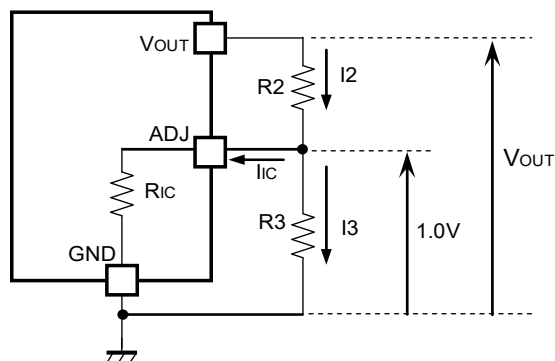 VOUT
R2
I2
ADJ
IIC
VOUT
RIC
R3
I3
1.0V
GND